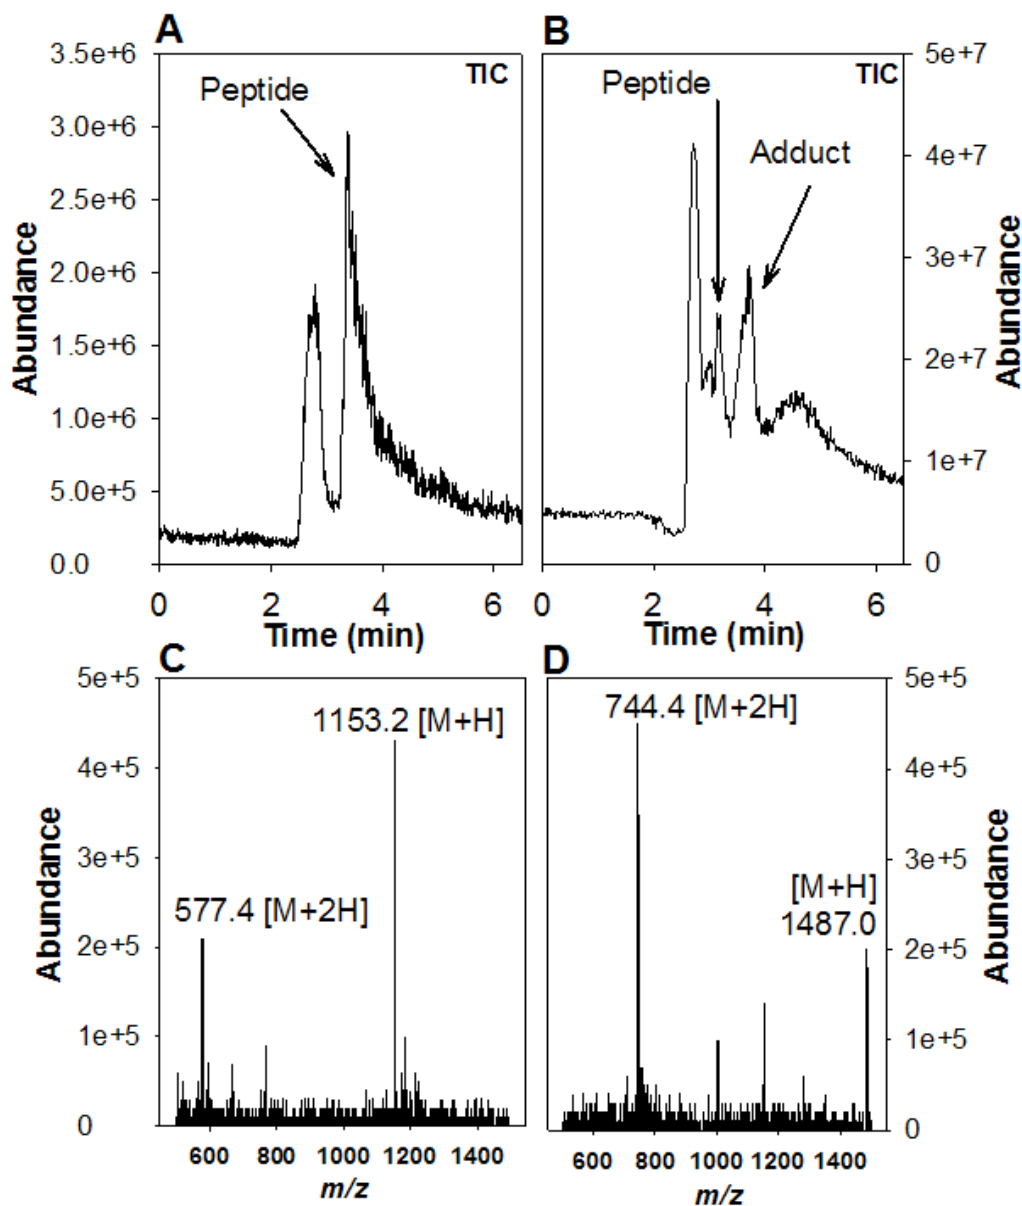 A
B
3.5e+6
3.0e+6
2.5e+6
2.0e+6
1.5e+6
1.0e+6
5.0e+5
0.0
Abundance
TIC
Peptide
0 2 4 6
Time (min)
TIC
Peptide
Adduct
5e+7
4e+7
3e+7
2e+7
1e+7
0
Abundance
0 2 4 6
Time (min)
C
D
5e+5
4e+5
3e+5
2e+5
1e+5
0
Abundance
1153.2 [M+H]
577.4 [M+2H]
600 800 1000 1200 1400
m/z
744.4 [M+2H]
[M+H]
1487.0
5e+5
4e+5
3e+5
2e+5
1e+5
0
Abundance
600 800 1000 1200 1400
m/z